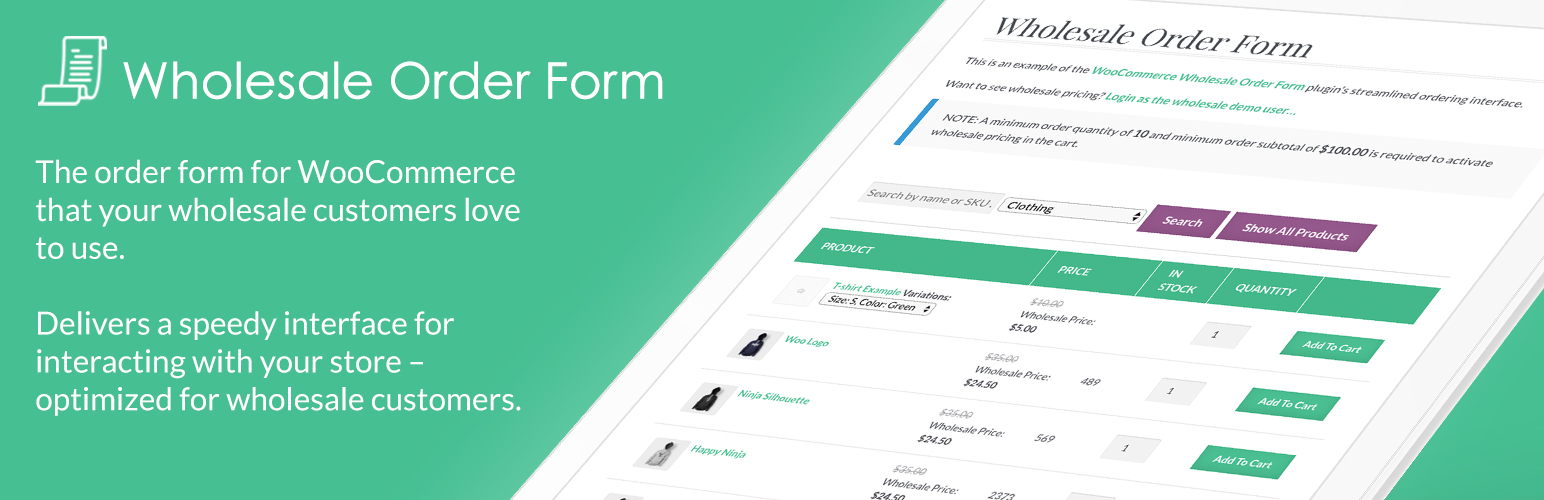 Wholesale Order Form
The order form for WooCommerce
that your wholesale customers love
to use.
Delivers a speedy interface for
interacting with your store –
optimized for wholesale customers.
Wholesale Order Form
This is an example of the WooCommerce Wholesale Order Form plugin's streamlined ordering interface.
Want to see wholesale pricing? Login as the wholesale demo user...
NOTE: A minimum order quantity of 10 and minimum order subtotal of $100.00 is required to activate
wholesale pricing in the cart.
Search by name or SKU. Clothing Search Show All Products
PRODUCT PRICE IN STOCK QUANTITY
T-shirt Example Variations:
Size: S, Color: Green
$10.00
Wholesale Price:
$5.00
1 Add To Cart
Woo Logo
$35.00
Wholesale Price:
$24.50
489 1 Add To Cart
Ninja Silhouette
$35.00
Wholesale Price:
$24.50
569 1 Add To Cart
Happy Ninja
$35.00
Wholesale Price:
$24.50
2373 Add To Cart